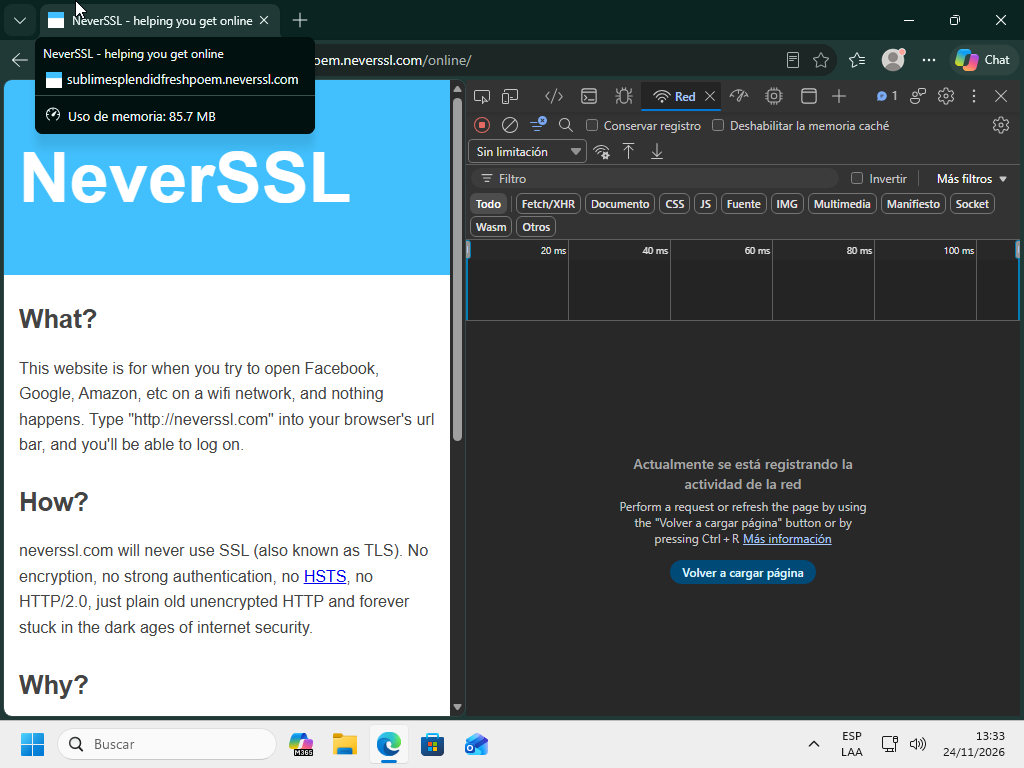 NeverSSL - helping you get online
NeverSSL - helping you get online
sublimesplendidfreshpoem.neverssl.com
Uso de memoria: 85.7 MB
oem.neverssl.com/online/
Chat
NeverSSL
What?
This website is for when you try to open Facebook,
Google, Amazon, etc on a wifi network, and nothing
happens. Type "http://neverssl.com" into your browser's url
bar, and you'll be able to log on.
How?
neverssl.com will never use SSL (also known as TLS). No
encryption, no strong authentication, no HSTS, no
HTTP/2.0, just plain old unencrypted HTTP and forever
stuck in the dark ages of internet security.
Why?
Red
1
Conservar registro
Deshabilitar la memoria caché
Sin limitación
Filtro
Invertir
Más filtros
Todo
Fetch/XHR
Documento
CSS
JS
Fuente
IMG
Multimedia
Manifiesto
Socket
Wasm
Otros
20 ms
40 ms
60 ms
80 ms
100 ms
Actualmente se está registrando la
actividad de la red
Perform a request or refresh the page by using
the "Volver a cargar página" button or by
pressing Ctrl + R Más información
Volver a cargar página
Buscar
M365
ESP
LAA
13:33
24/11/2026